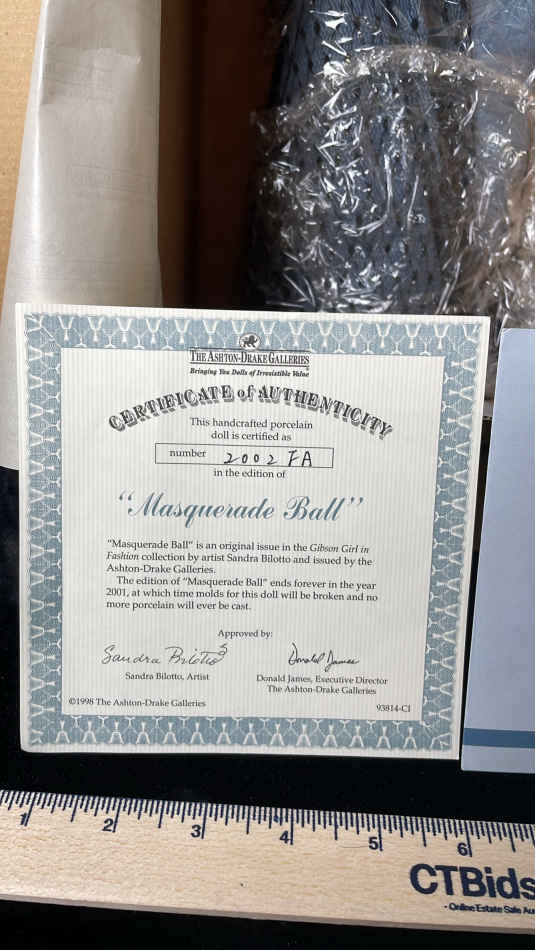 THE ASHTON-DRAKE GALLERIES
Bringing You Dolls of Irresistible Value
CERTIFICATE of AUTHENTICITY
This handcrafted porcelain
doll is certified as
number 2002 FA
in the edition of
"Masquerade Ball"
"Masquerade Ball" is an original issue in the Gibson Girl in
Fashion collection by artist Sandra Bilotto and issued by the
Ashton-Drake Galleries.
The edition of "Masquerade Ball" ends forever in the year
2001, at which time molds for this doll will be broken and no
more porcelain will ever be cast.
Approved by:
Sandra Bilotto Donald James
Sandra Bilotto, Artist
Donald James, Executive Director
The Ashton-Drake Galleries
©1998 The Ashton-Drake Galleries
93814-CI
1 2 3 4 5 6
CTBids
- Online Estate Sale Au